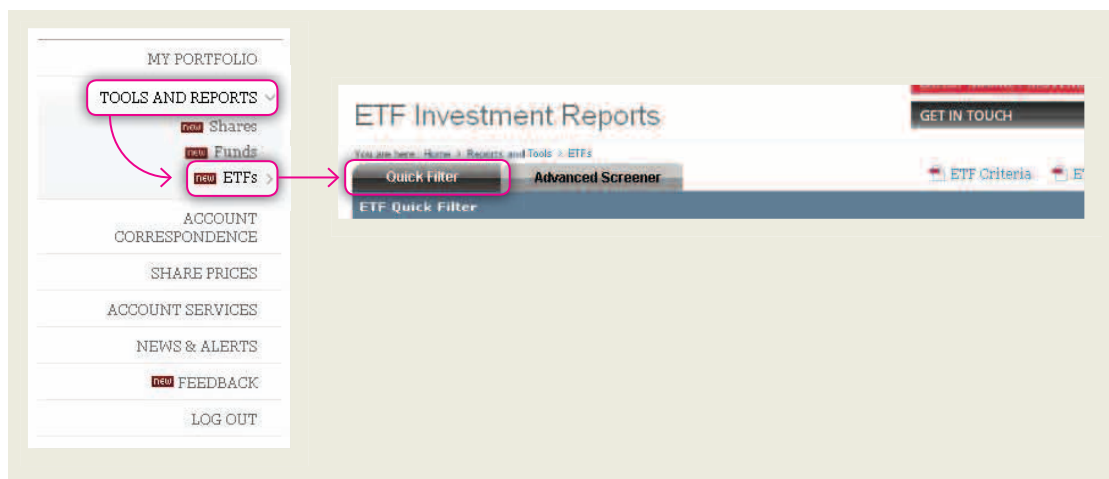 MY PORTFOLIO
TOOLS AND REPORTS
new Shares
new Funds
new ETFs
ACCOUNT
CORRESPONDENCE
SHARE PRICES
ACCOUNT SERVICES
NEWS & ALERTS
new FEEDBACK
LOG OUT
ETF Investment Reports
GET IN TOUCH
You are here: Home > Reports and Tools > ETFs
Quick Filter
Advanced Screener
ETF Criteria
ETF Quick Filter